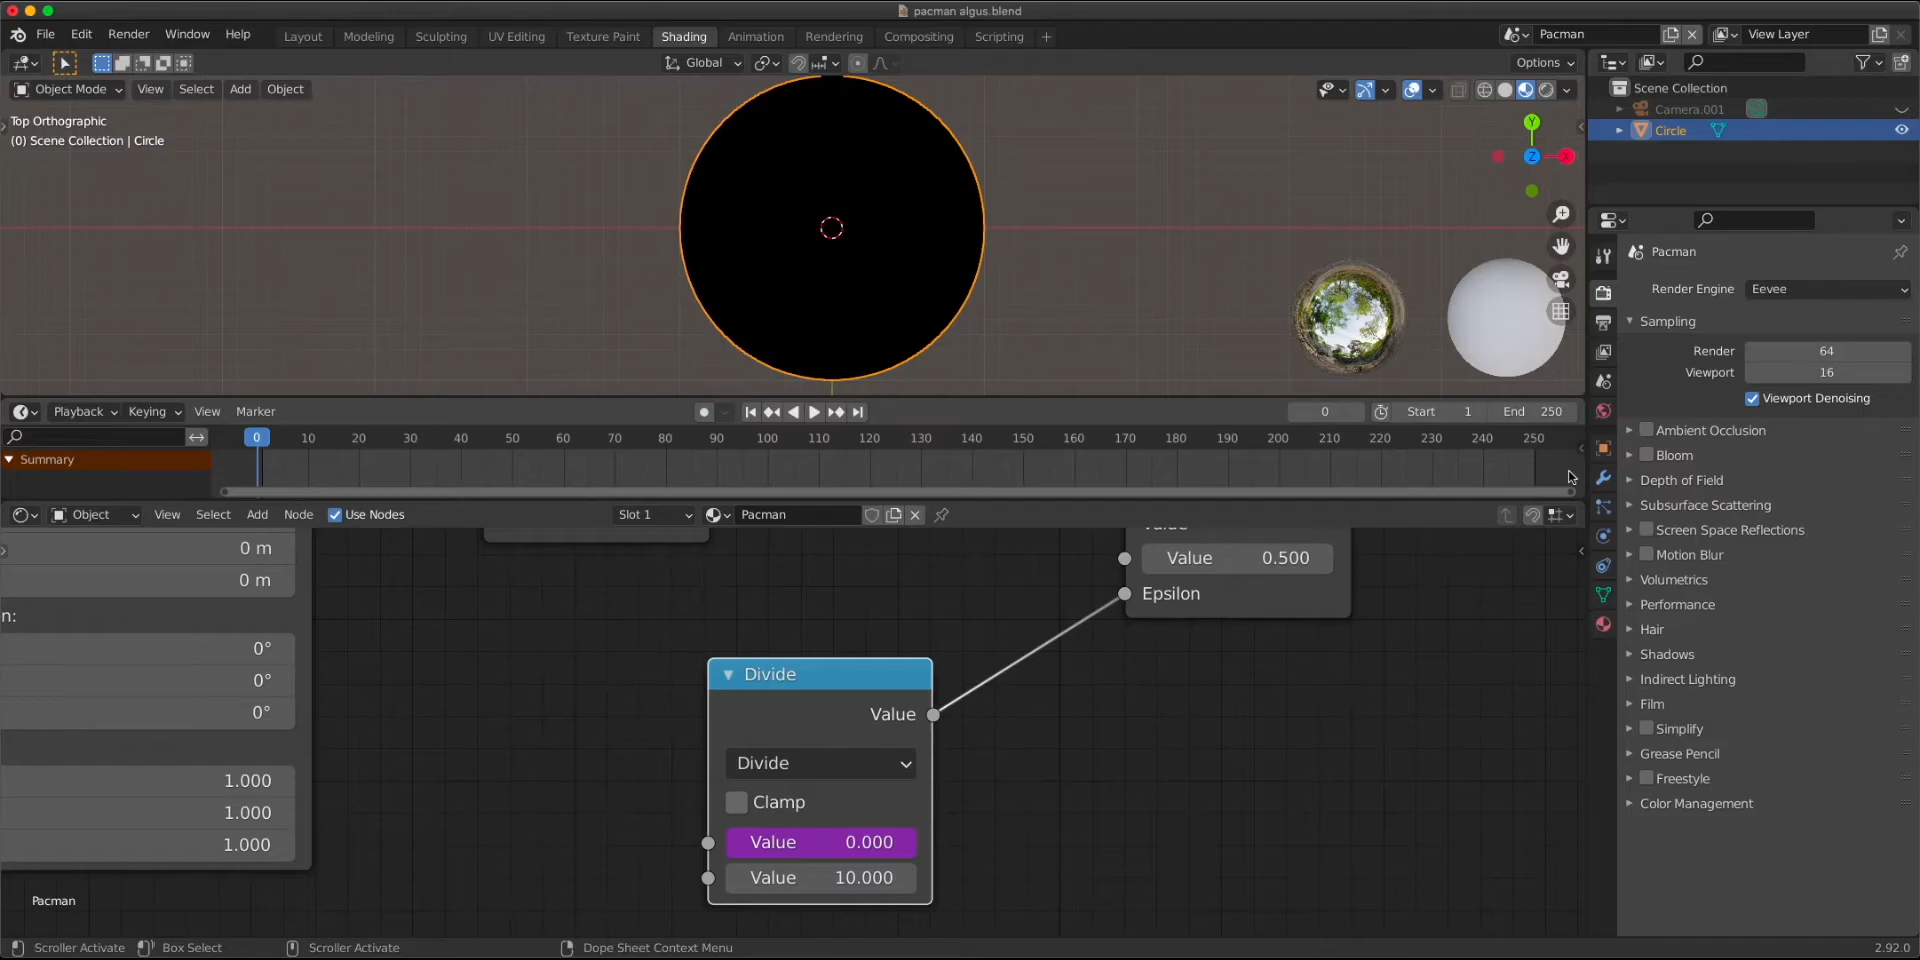 pacman algus.blend
File Edit Render Window Help
Layout Modeling Sculpting UV Editing Texture Paint Shading Animation Rendering Compositing Scripting +
Pacman
View Layer
Global
Options
Object Mode View Select Add Object
Top Orthographic
(0) Scene Collection | Circle
Y
Z
X
Scene Collection
Camera.001
Circle
Pacman
Render Engine Eevee
Sampling
Render 64
Viewport 16
Viewport Denoising
Ambient Occlusion
Bloom
Depth of Field
Subsurface Scattering
Screen Space Reflections
Motion Blur
Volumetrics
Performance
Hair
Shadows
Indirect Lighting
Film
Simplify
Grease Pencil
Freestyle
Color Management
Playback Keying View Marker
0 Start 1 End 250
0 10 20 30 40 50 60 70 80 90 100 110 120 130 140 150 160 170 180 190 200 210 220 230 240 250
Summary
Object View Select Add Node Use Nodes Slot 1 Pacman
0 m
0 m
n:
0°
0°
0°
1.000
1.000
1.000
Value
Value 0.500
Epsilon
Divide
Value
Divide
Clamp
Value 0.000
Value 10.000
Pacman
Scroller Activate Box Select Scroller Activate Dope Sheet Context Menu 2.92.0